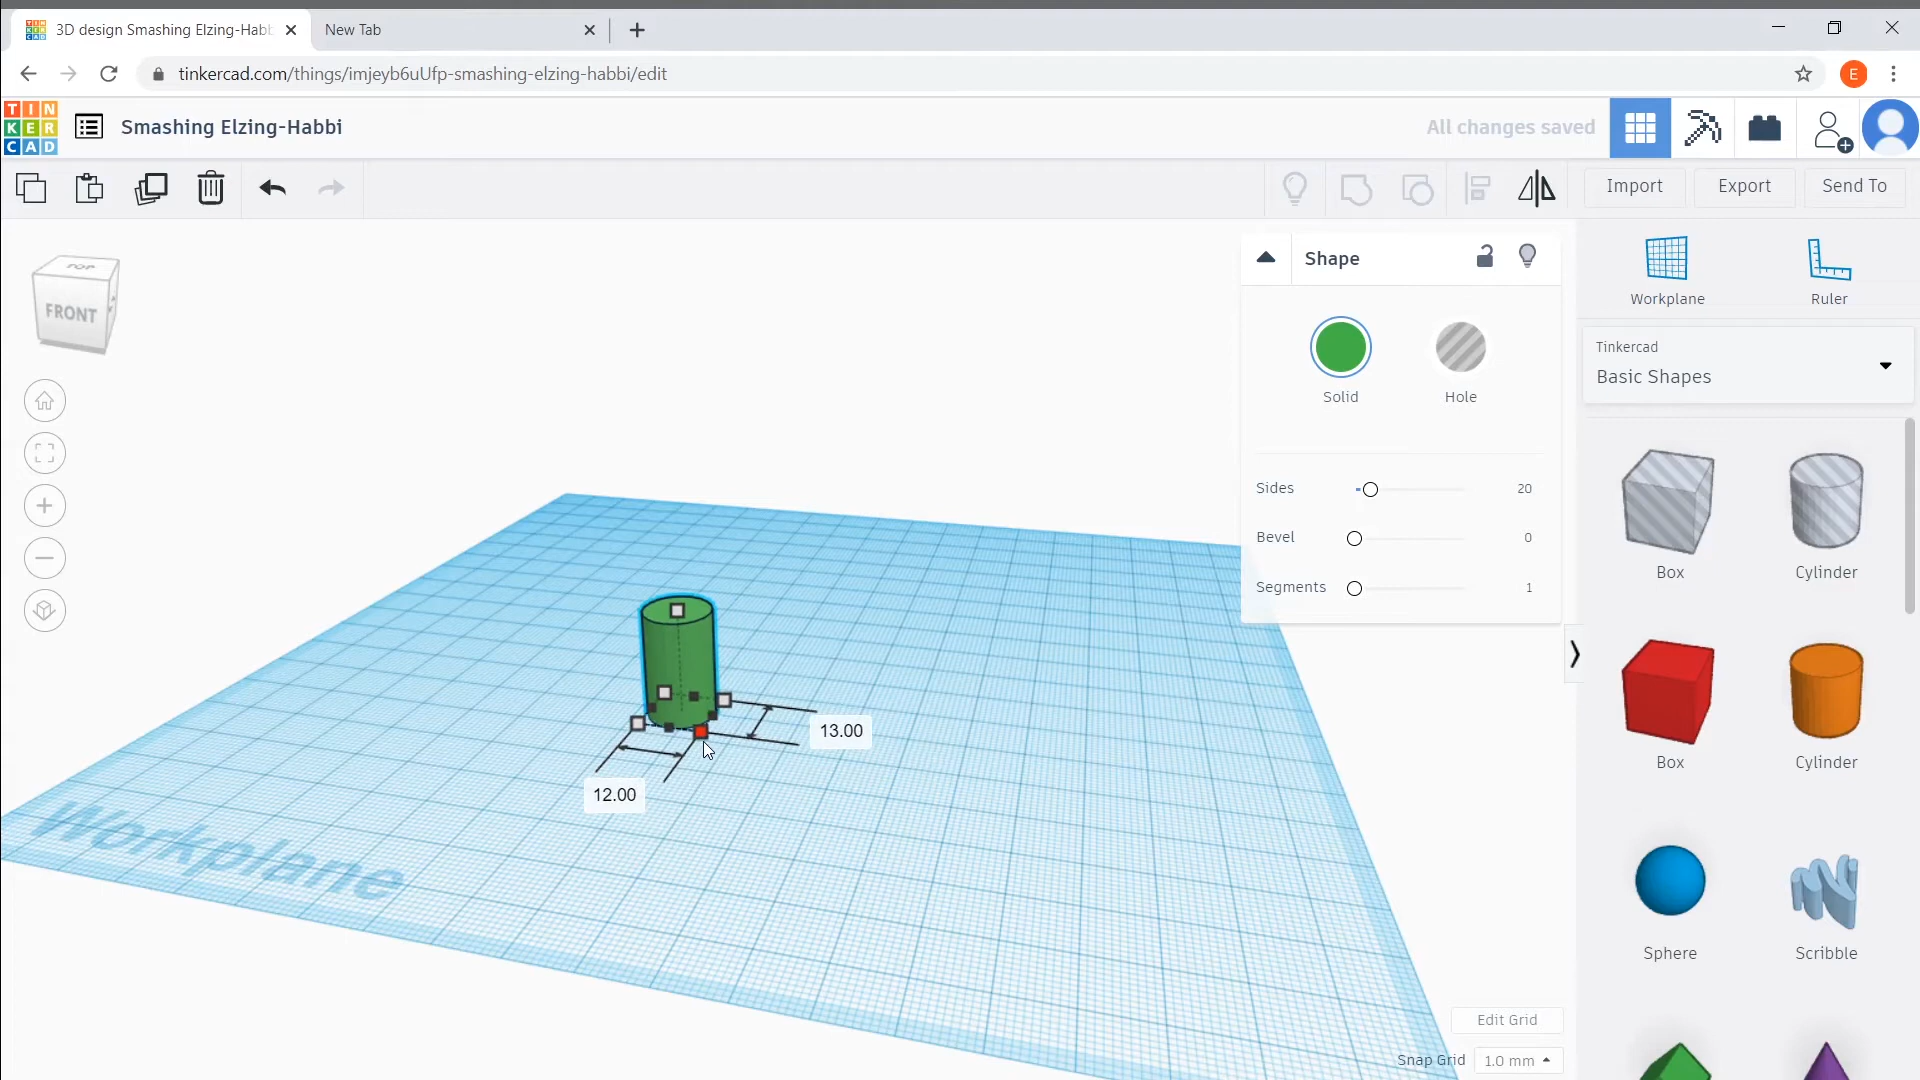 3D design Smashing Elzing-Habb
New Tab
tinkercad.com/things/imjeyb6uUfp-smashing-elzing-habbi/edit
E
TIN
KER
CAD
Smashing Elzing-Habbi
All changes saved
Import
Export
Send To
TOP
FRONT
Shape
Solid
Hole
Sides
20
Bevel
0
Segments
1
Workplane
Ruler
Tinkercad
Basic Shapes
Box
Cylinder
Box
Cylinder
Sphere
Scribble
13.00
12.00
Workplane
Edit Grid
Snap Grid
1.0 mm